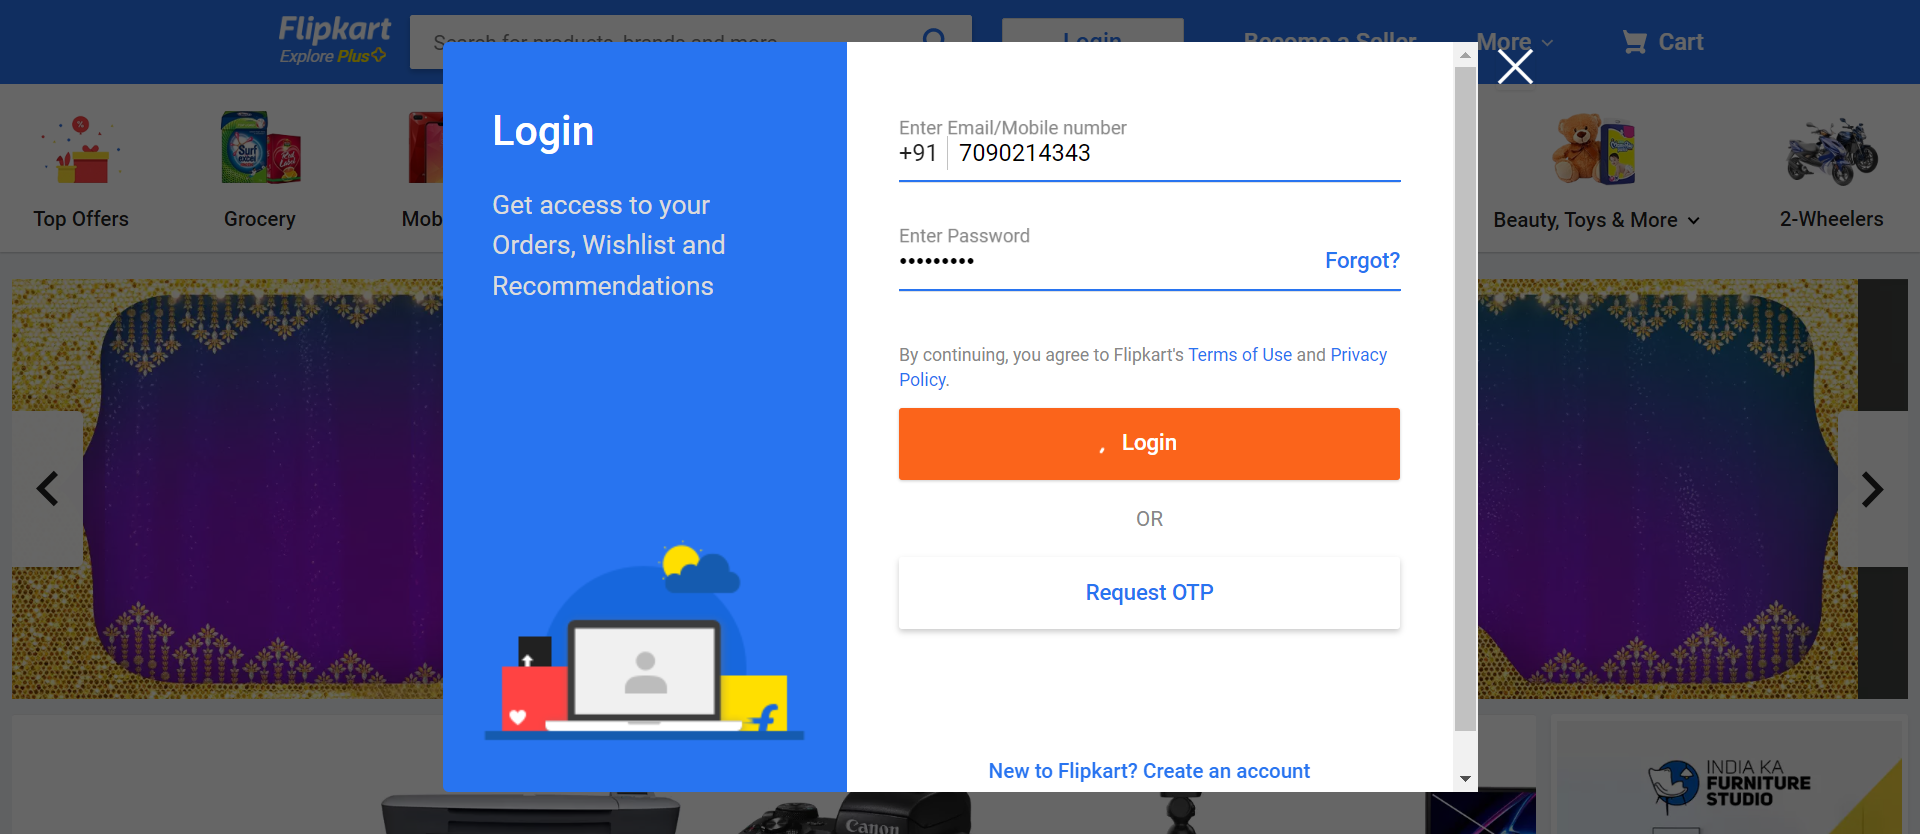 Flipkart
Explore Plus
Search for products, brands and more
Login
Become a Seller
More
Cart
Top Offers
Grocery
Mob
Beauty, Toys & More
2-Wheelers
Login
Get access to your
Orders, Wishlist and
Recommendations
Enter Email/Mobile number
+91 7090214343
Enter Password
•••••••••
Forgot?
By continuing, you agree to Flipkart's Terms of Use and Privacy
Policy.
Login
OR
Request OTP
New to Flipkart? Create an account
Surf
excel
Canon
INDIA KA
FURNITURE
STUDIO